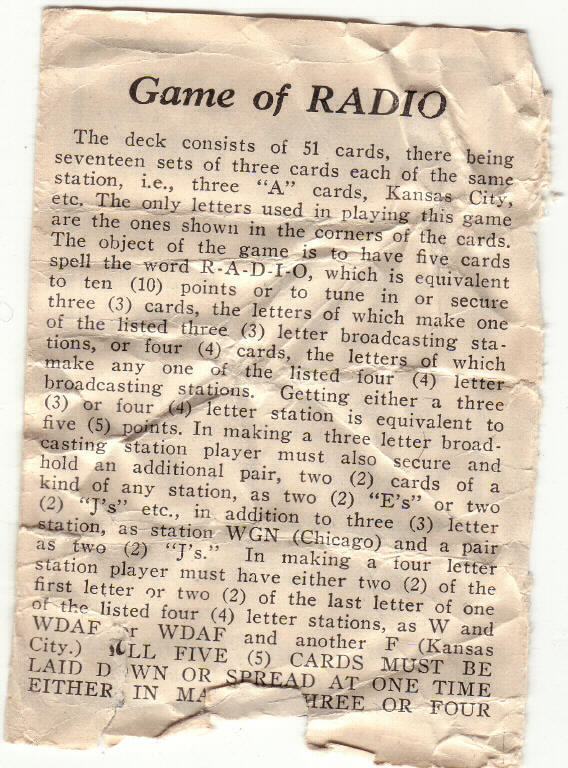 Game of RADIO
The deck consists of 51 cards, there being
seventeen sets of three cards each of the same
station, i.e., three "A" cards, Kansas City,
etc. The only letters used in playing this game
are the ones shown in the corners of the cards.
The object of the game is to have five cards
spell the word R-A-D-I-O, which is equivalent
to ten (10) points or to tune in or secure
three (3) cards, the letters of which make one
of the listed three (3) letter broadcasting sta-
tions, or four (4) cards, the letters of which
make any one of the listed four (4) letter
broadcasting stations. Getting either a three
(3) or four (4) letter station is equivalent to
five (5) points. In making a three letter broad-
casting station player must also secure and
hold an additional pair, two (2) cards of a
kind of any station, as two (2) "E's" or two
(2) "J's" etc., in addition to three (3) letter
station, as station WGN (Chicago) and a pair
as two (2) "J's." In making a four letter
station player must have either two (2) of the
first letter or two (2) of the last letter of one
of the listed four (4) letter stations, as W and
WDAF or WDAF and another F (Kansas
City.) FIVE (5) CARDS MUST BE
LAID OR SPREAD AT ONE TIME
EITHER IN OR FOUR